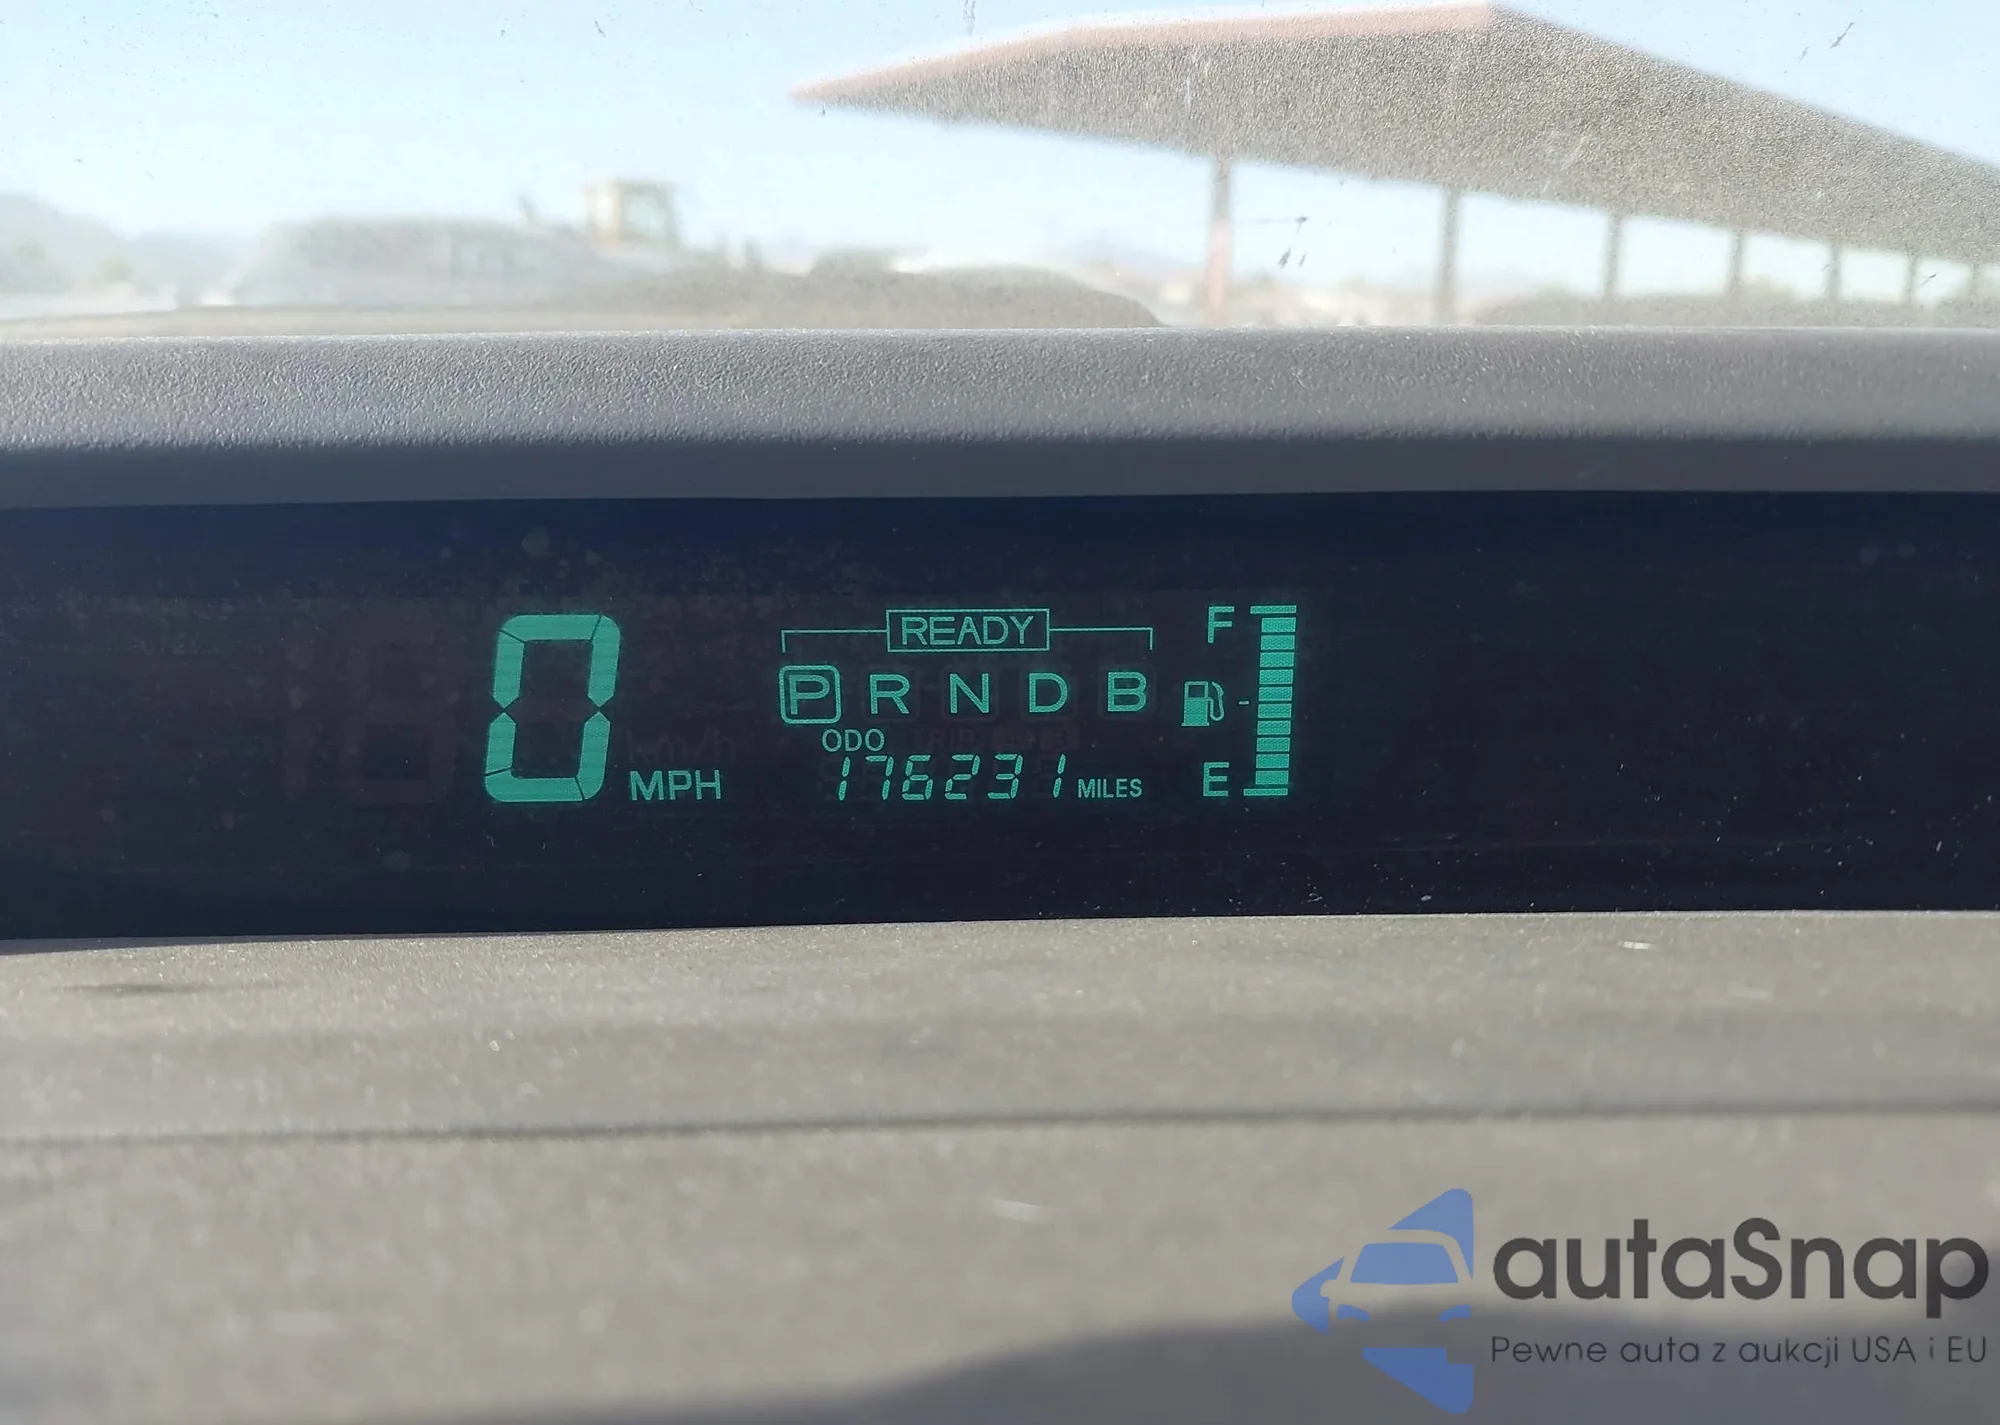 READY
F
0 MPH
P R N D B
ODO
176231 MILES
E
autaSnap
Pewne auta z aukcji USA i EU